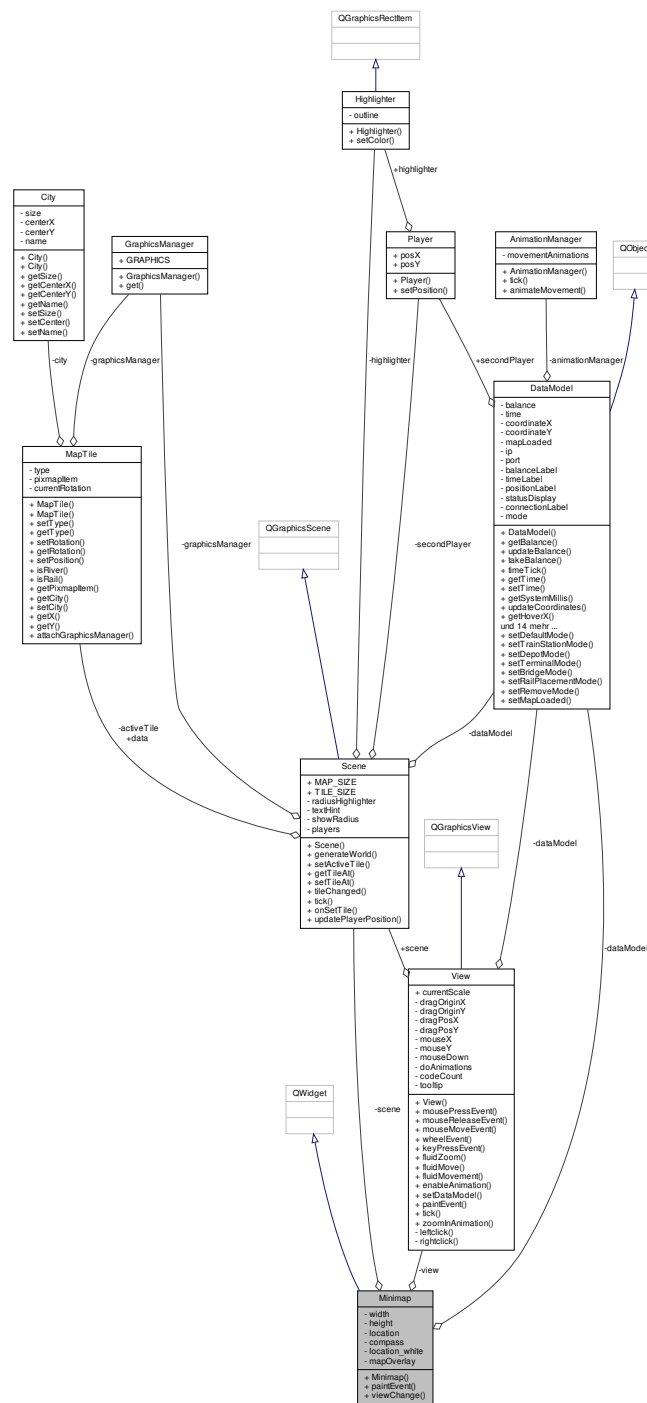 QGraphicsRectItem
Highlighter
- outline
+ Highlighter()
+ setColor()
+highlighter
City
- size
- centerX
- centerY
- name
+ City()
+ City()
+ getSize()
+ getCenterX()
+ getCenterY()
+ getName()
+ setSize()
+ setCenter()
+ setName()
GraphicsManager
+ GRAPHICS
+ GraphicsManager()
+ get()
Player
+ posX
+ posY
+ Player()
+ setPosition()
AnimationManager
- movementAnimations
+ AnimationManager()
+ tick()
+ animateMovement()
QObjec
-city
-graphicsManager
-highlighter
+secondPlayer
-animationManager
DataModel
- balance
- time
- coordinateX
- coordinateY
- mapLoaded
- ip
- port
- balanceLabel
- timeLabel
- positionLabel
- statusDisplay
- connectionLabel
- mode
+ DataModel()
+ getBalance()
+ updateBalance()
+ takeBalance()
+ timeTick()
+ getTime()
+ setTime()
+ getSystemMillis()
+ updateCoordinates()
+ getHoverX()
und 14 mehr ...
+ setDefaultMode()
+ setTrainStationMode()
+ setDepotMode()
+ setTerminalMode()
+ setBridgeMode()
+ setRailPlacementMode()
+ setRemoveMode()
+ setMapLoaded()
MapTile
- type
- pixmapItem
- currentRotation
+ MapTile()
+ MapTile()
+ setType()
+ getType()
+ setRotation()
+ getRotation()
+ setPosition()
+ isRiver()
+ isRail()
+ getPixmapItem()
+ getCity()
+ setCity()
+ getX()
+ getY()
+ attachGraphicsManager()
QGraphicsScene
-graphicsManager
-secondPlayer
-activeTile
+data
-dataModel
Scene
+ MAP_SIZE
+ TILE_SIZE
- radiusHighlighter
- textHint
- showRadius
- players
+ Scene()
+ generateWorld()
+ setActiveTile()
+ getTileAt()
+ setTileAt()
+ tileChanged()
+ tick()
+ onSetTile()
+ updatePlayerPosition()
QGraphicsView
-dataModel
+scene
-dataModel
View
+ currentScale
- dragOriginX
- dragOriginY
- dragPosX
- dragPosY
- mouseX
- mouseY
- mouseDown
- doAnimations
- codeCount
- tooltip
+ View()
+ mousePressEvent()
+ mouseReleaseEvent()
+ mouseMoveEvent()
+ wheelEvent()
+ keyPressEvent()
+ fluidZoom()
+ fluidMove()
+ fluidMovement()
+ enableAnimation()
+ setDataModel()
+ paintEvent()
+ tick()
+ zoomInAnimation()
- leftclick()
- rightclick()
QWidget
-scene
-view
Minimap
- width
- height
- location
- compass
- location_white
- mapOverlay
+ Minimap()
+ paintEvent()
+ viewChange()